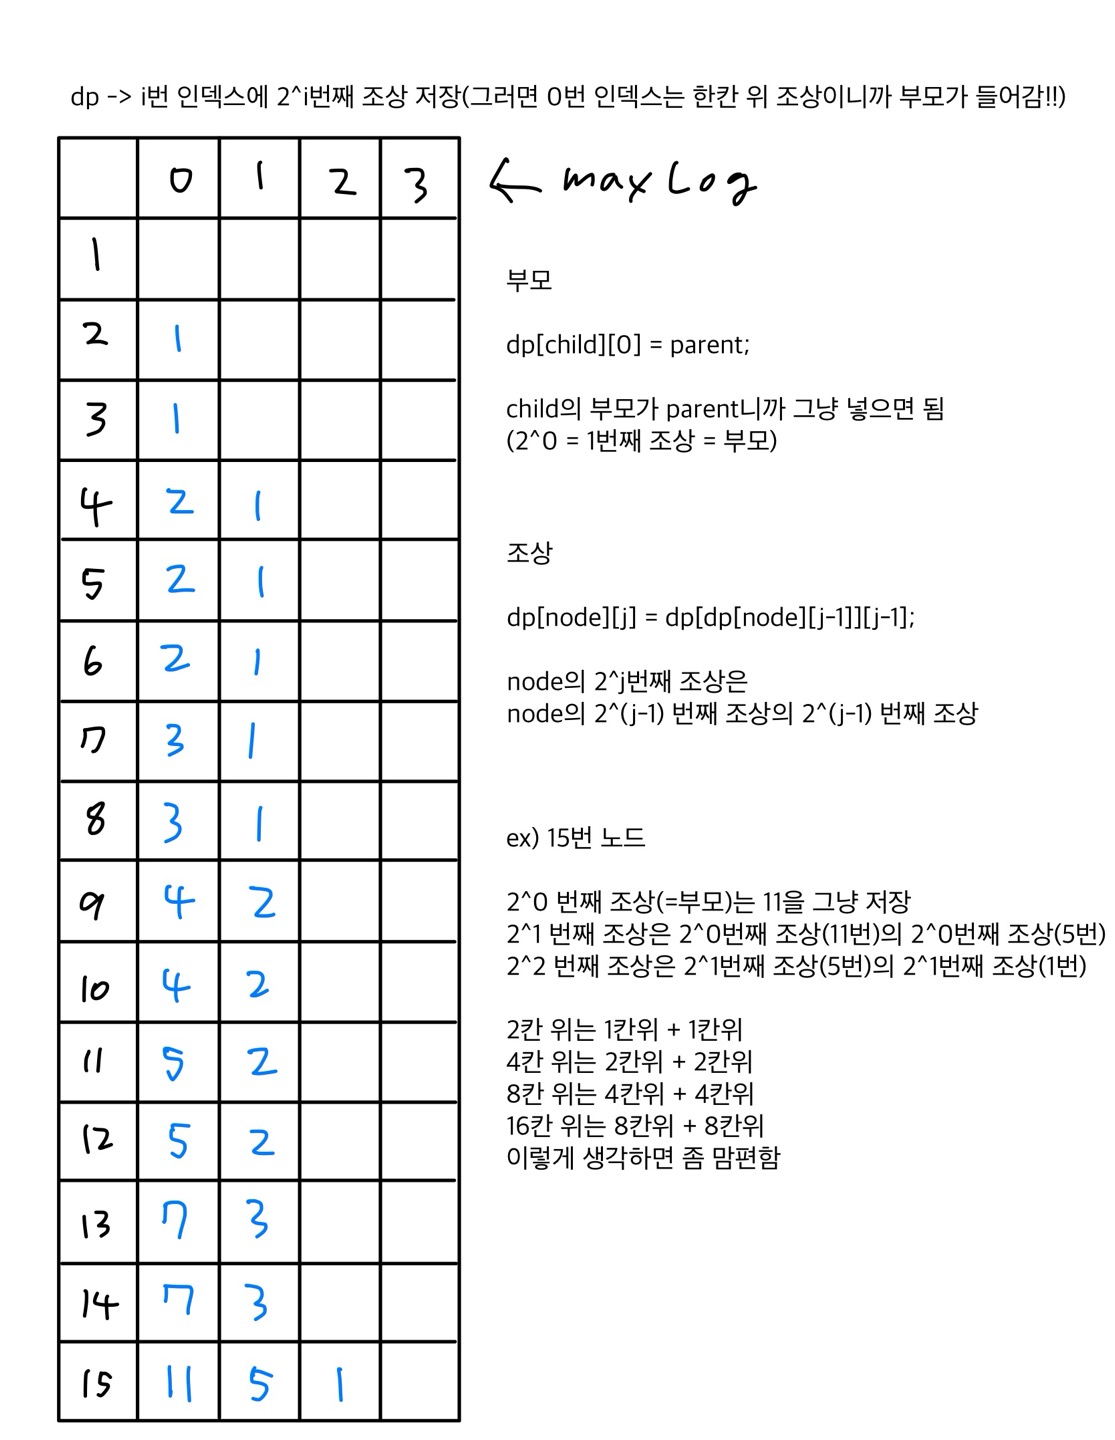 dp -> i번 인덱스에 2^i번째 조상 저장(그러면 0번 인덱스는 한칸 위 조상이니까 부모가 들어감!!)
0 1 2 3 ← maxLog
1
2 1
3 1
4 2 1
5 2 1
6 2 1
7 3 1
8 3 1
9 4 2
10 4 2
11 5 2
12 5 2
13 7 3
14 7 3
15 11 5 1
부모
dp[child][0] = parent;
child의 부모가 parent니까 그냥 넣으면 됨
(2^0 = 1번째 조상 = 부모)
조상
dp[node][j] = dp[dp[node][j-1]][j-1];
node의 2^j번째 조상은
node의 2^(j-1) 번째 조상의 2^(j-1) 번째 조상
ex) 15번 노드
2^0 번째 조상(=부모)는 11을 그냥 저장
2^1 번째 조상은 2^0번째 조상(11번)의 2^0번째 조상(5번)
2^2 번째 조상은 2^1번째 조상(5번)의 2^1번째 조상(1번)
2칸 위는 1칸위 + 1칸위
4칸 위는 2칸위 + 2칸위
8칸 위는 4칸위 + 4칸위
16칸 위는 8칸위 + 8칸위
이렇게 생각하면 좀 맘편함